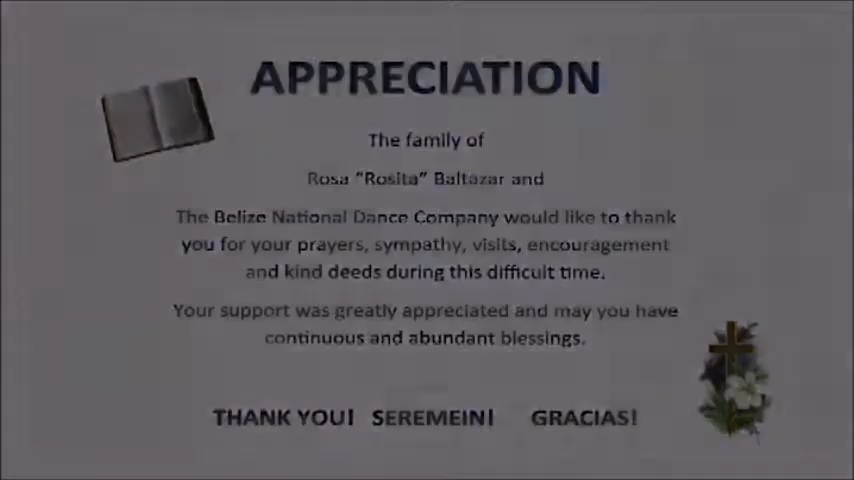 APPRECIATION
The family of
Rosa “Rosita” Baltazar and
The Belize National Dance Company would like to thank
you for your prayers, sympathy, visits, encouragement
and kind deeds during this difficult time.
Your support was greatly appreciated and may you have
continuous and abundant blessings.
THANK YOU! SEREMEIN! GRACIAS!